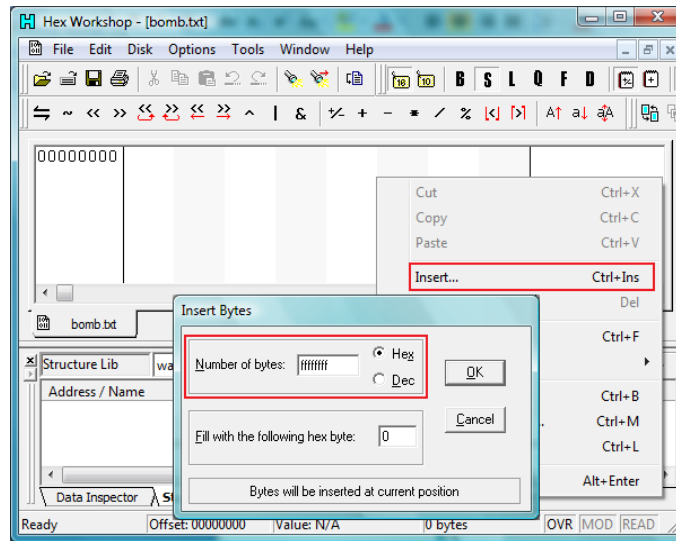 Hex Workshop - [bomb.txt]
File Edit Disk Options Tools Window Help
B S L Q F D
00000000
Cut Ctrl+X
Copy Ctrl+C
Paste Ctrl+V
Insert... Ctrl+Ins
Del
Ctrl+F
Ctrl+B
Ctrl+M
Ctrl+L
Alt+Enter
bomb.txt
Insert Bytes
Number of bytes: ffffffff
Hex
Dec
OK
Fill with the following hex byte: 0
Cancel
Bytes will be inserted at current position
Structure Lib
Address / Name
Data Inspector
Ready Offset: 00000000 Value: N/A 0 bytes OVR MOD READ